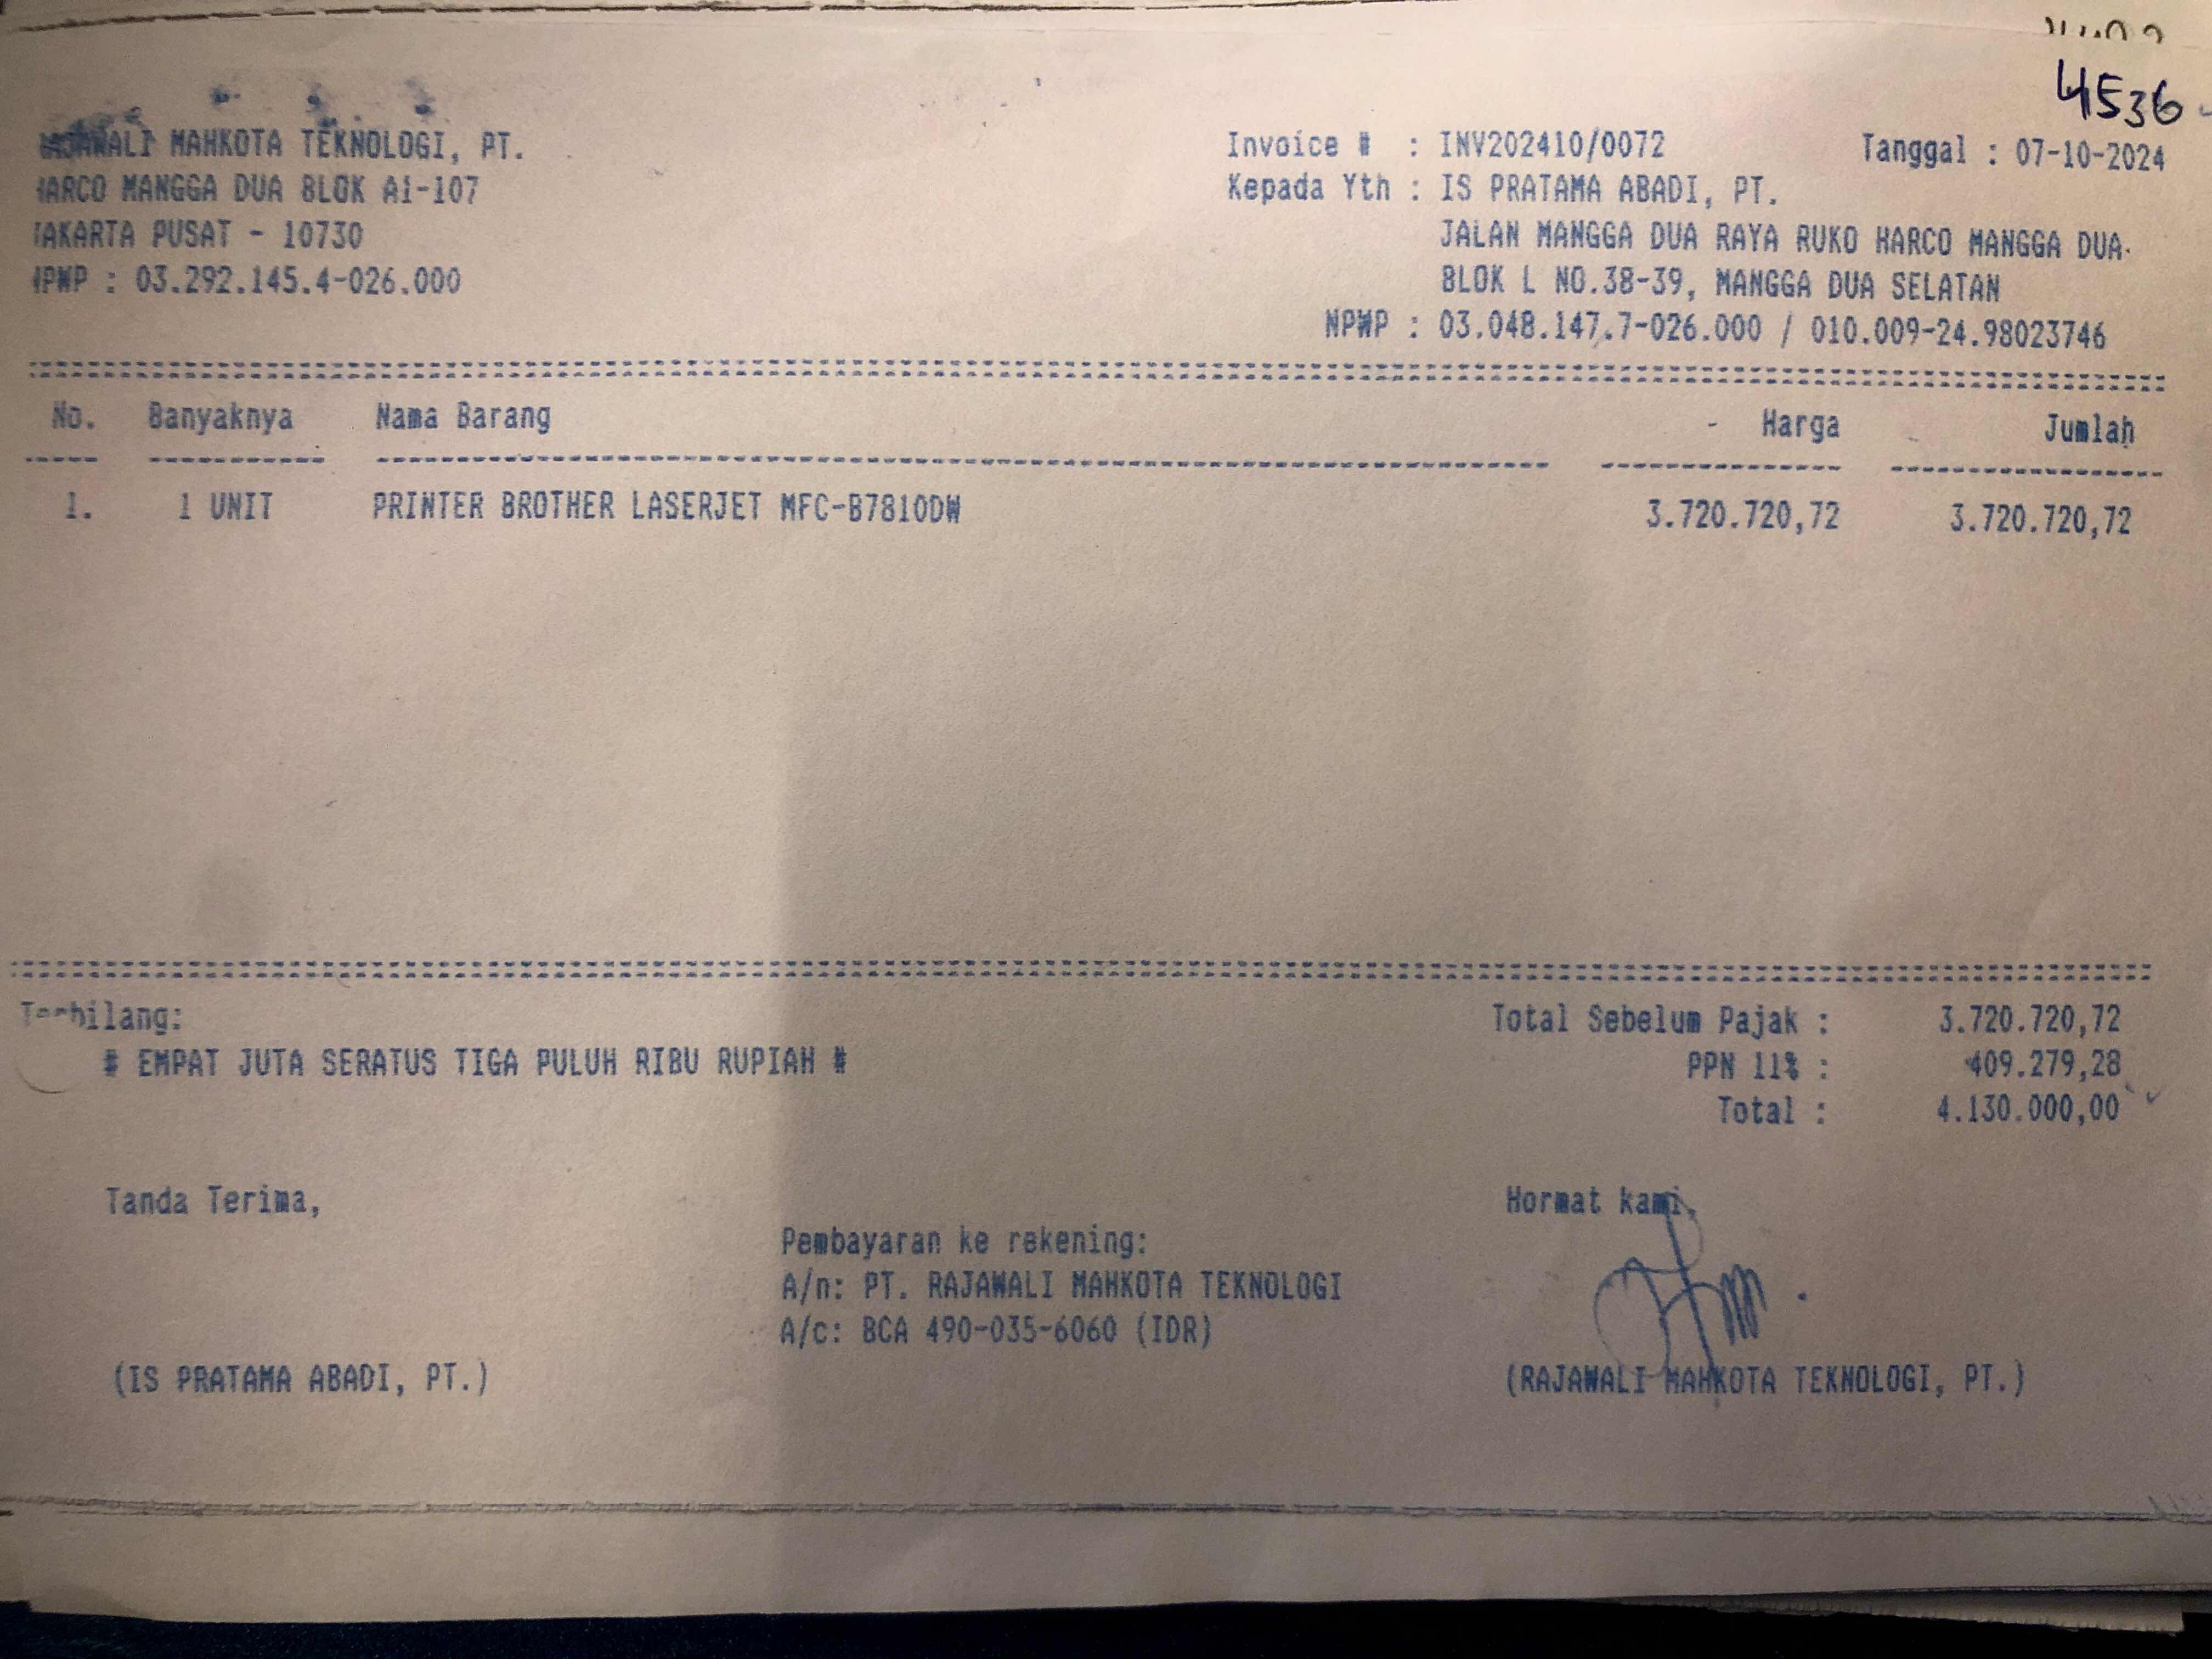 4536
RAJAWALI MAHKOTA TEKNOLOGI, PT.
HARCO MANGGA DUA BLOK A1-107
JAKARTA PUSAT - 10730
NPWP : 03.292.145.4-026.000
Invoice # : INV202410/0072 Tanggal : 07-10-2024
Kepada Yth : IS PRATAMA ABADI, PT.
JALAN MANGGA DUA RAYA RUKO HARCO MANGGA DUA
BLOK L NO.38-39, MANGGA DUA SELATAN
NPWP : 03.048.147.7-026.000 / 010.009-24.98023746
No. Banyaknya Nama Barang Harga Jumlah
1. 1 UNIT PRINTER BROTHER LASERJET MFC-B7810DW 3.720.720,72 3.720.720,72
Terbilang:
# EMPAT JUTA SERATUS TIGA PULUH RIBU RUPIAH #
Total Sebelum Pajak : 3.720.720,72
PPN 11% : 409.279,28
Total : 4.130.000,00
Tanda Terima,
(IS PRATAMA ABADI, PT.)
Pembayaran ke rekening:
A/n: PT. RAJAWALI MAHKOTA TEKNOLOGI
A/c: BCA 490-035-6060 (IDR)
Hormat kami,
(RAJAWALI MAHKOTA TEKNOLOGI, PT.)